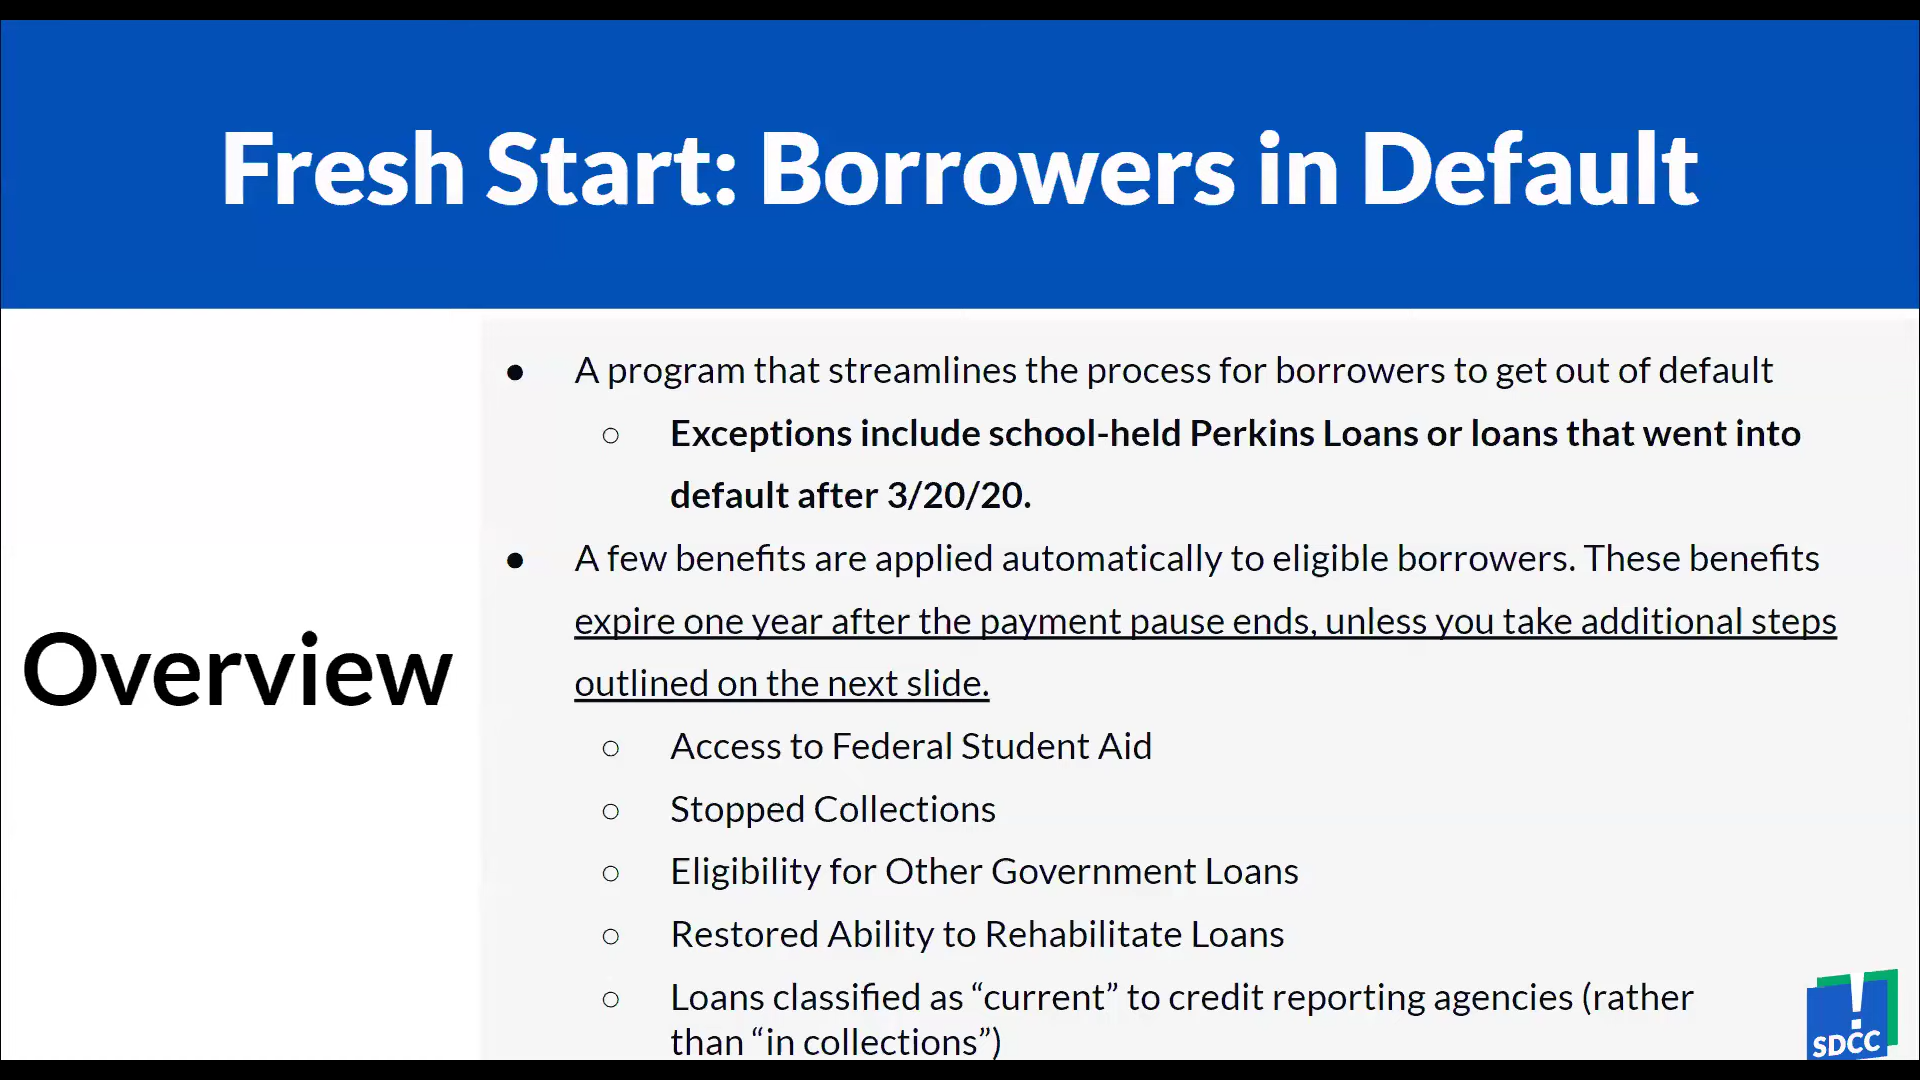 Fresh Start: Borrowers in Default
Overview
● A program that streamlines the process for borrowers to get out of default
○ Exceptions include school-held Perkins Loans or loans that went into
default after 3/20/20.
● A few benefits are applied automatically to eligible borrowers. These benefits
expire one year after the payment pause ends, unless you take additional steps
outlined on the next slide.
○ Access to Federal Student Aid
○ Stopped Collections
○ Eligibility for Other Government Loans
○ Restored Ability to Rehabilitate Loans
○ Loans classified as “current” to credit reporting agencies (rather
than “in collections”)
!
SDCC